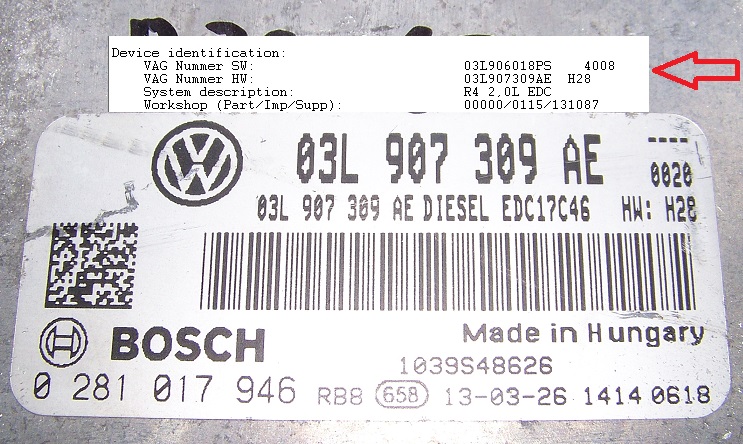 Device identification:
VAG Nummer SW: 03L906018PS 4008
VAG Nummer HW: 03L907309AE H28
System description: R4 2,0L EDC
Workshop (Part/Imp/Supp): 00000/0115/131087
03L 907 309 AE ----
0020
03L 907 309 AE DIESEL EDC17C46 HW: H28
BOSCH Made in Hungary
1039S48626
0 281 017 946 RB8 658 13-03-26 1414 0618